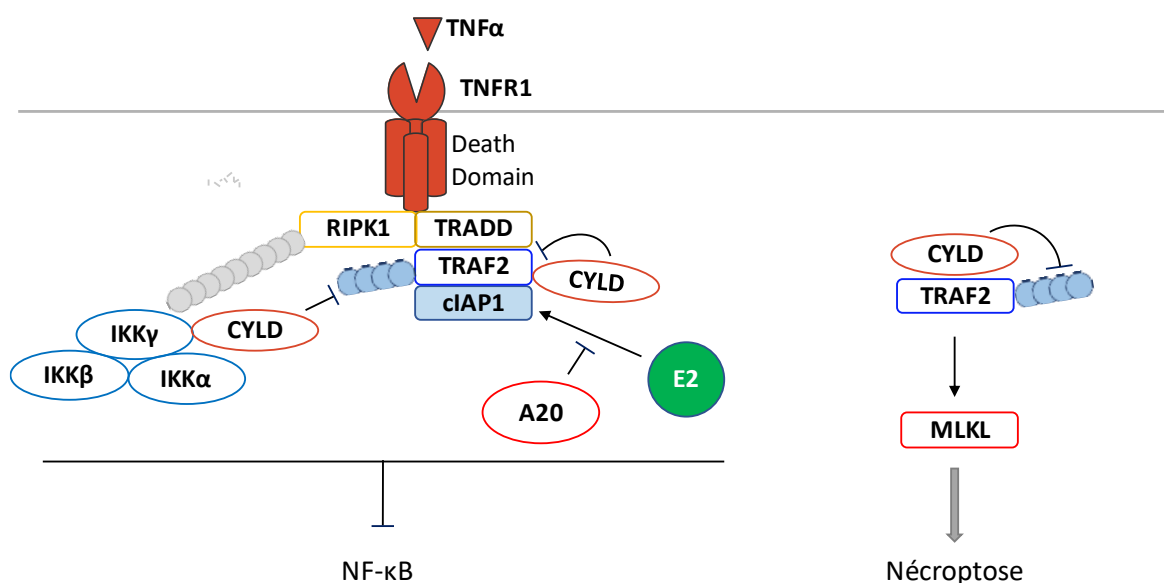 TNFα
TNFR1
Death
Domain
RIPK1
TRADD
TRAF2
cIAP1
CYLD
IKKγ
CYLD
IKKβ
IKKα
A20
E2
NF-κB
CYLD
TRAF2
MLKL
Nécroptose